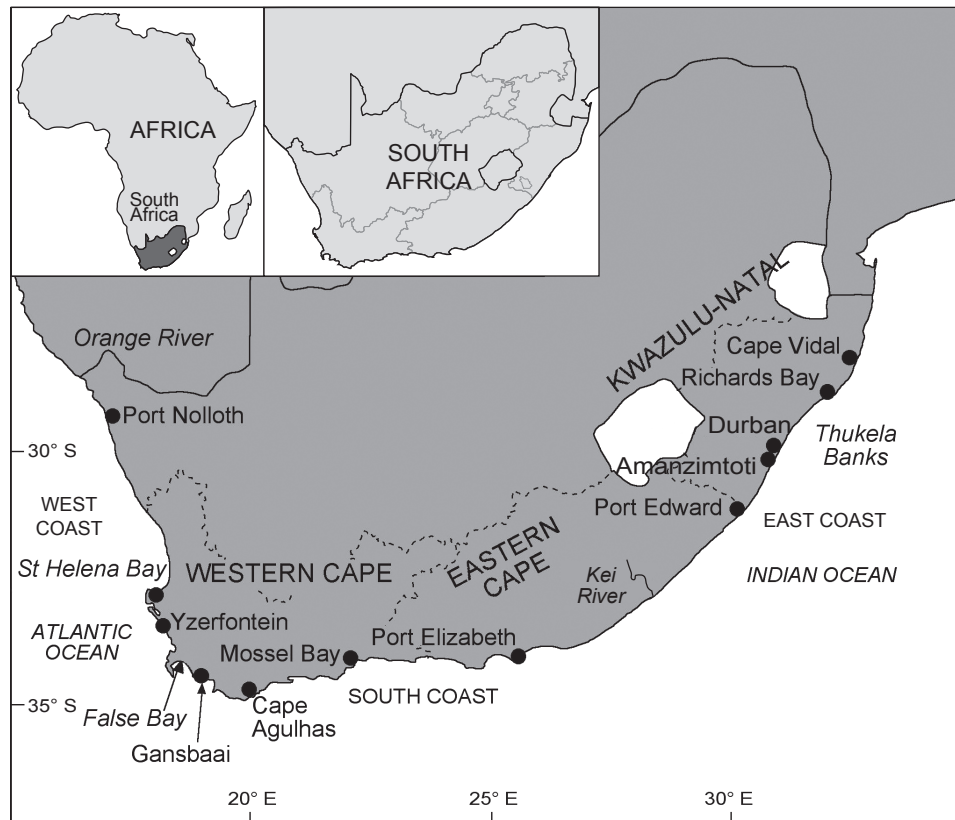 AFRICA
South
Africa
SOUTH
AFRICA
KWAZULU-NATAL
Orange River
Cape Vidal
Richards Bay
Port Nolloth
Durban
Thukela
Banks
30° S
Amanzimtoti
WEST
COAST
Port Edward
EAST COAST
EASTERN
CAPE
St Helena Bay
WESTERN CAPE
Kei
River
INDIAN OCEAN
Yzerfontein
ATLANTIC
OCEAN
Port Elizabeth
Mossel Bay
SOUTH COAST
35° S
False Bay
Cape
Agulhas
Gansbaai
20° E
25° E
30° E